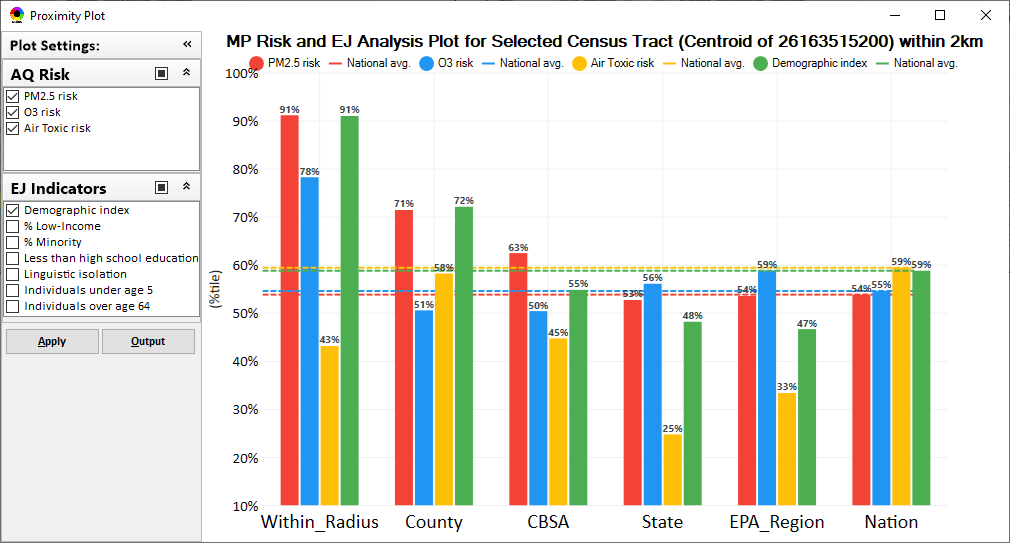 Proximity Plot
Plot Settings:
AQ Risk
PM2.5 risk
O3 risk
Air Toxic risk
EJ Indicators
Demographic index
% Low-Income
% Minority
Less than high school education
Linguistic isolation
Individuals under age 5
Individuals over age 64
Apply Output
MP Risk and EJ Analysis Plot for Selected Census Tract (Centroid of 26163515200) within 2km
PM2.5 risk National avg. O3 risk National avg. Air Toxic risk National avg. Demographic index National avg.
(%tile)
100%
90%
80%
70%
60%
50%
40%
30%
20%
10%
91% 78% 43% 91%
71% 51% 58% 72%
63% 50% 45% 55%
53% 56% 25% 48%
54% 59% 33% 47%
54% 55% 59% 59%
Within_Radius County CBSA State EPA_Region Nation